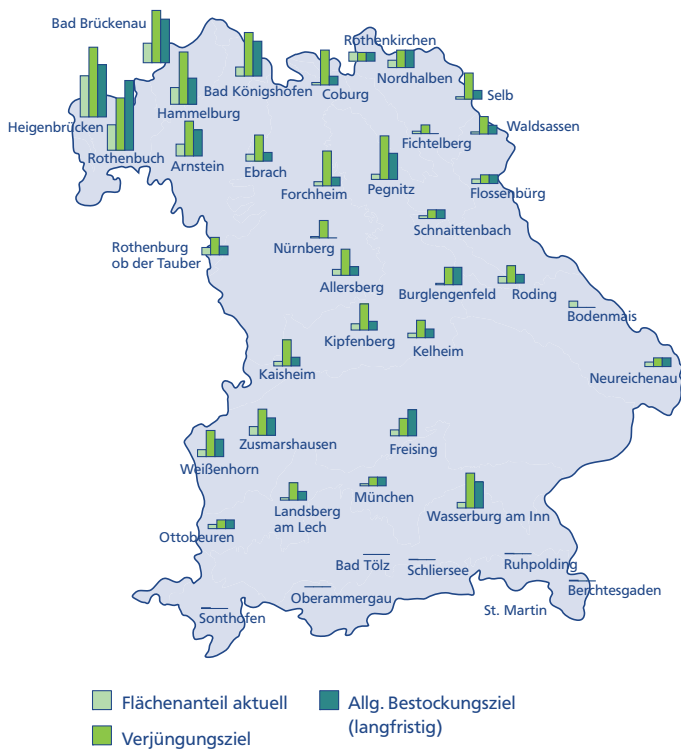 Bad Brückenau
Rothenkirchen
Nordhalben
Bad Königshofen
Coburg
Selb
Hammelburg
Heigenbrücken
Waldsassen
Fichtelberg
Rothenbuch
Arnstein
Ebrach
Forchheim
Pegnitz
Flossenbürg
Schnaittenbach
Rothenburg
ob der Tauber
Nürnberg
Allersberg
Burglengenfeld
Roding
Bodenmais
Kipfenberg
Kelheim
Kaisheim
Neureichenau
Zusmarshausen
Freising
Weißenhorn
München
Landsberg
am Lech
Wasserburg am Inn
Ottobeuren
Bad Tölz
Schliersee
Ruhpolding
Berchtesgaden
Oberammergau
St. Martin
Sonthofen
Flächenanteil aktuell
Verjüngungsziel
Allg. Bestockungsziel
(langfristig)